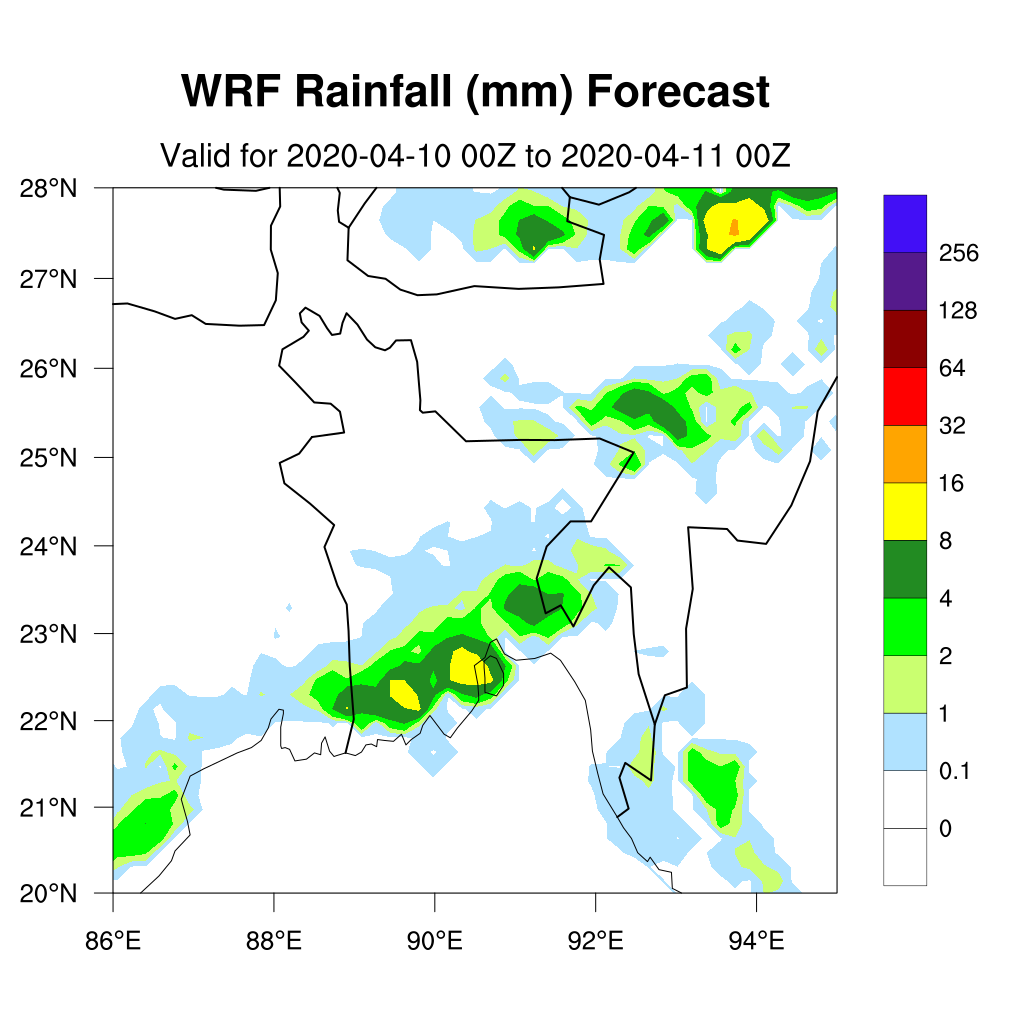 WRF Rainfall (mm) Forecast
Valid for 2020-04-10 00Z to 2020-04-11 00Z
28°N
27°N
26°N
25°N
24°N
23°N
22°N
21°N
20°N
86°E
88°E
90°E
92°E
94°E
256
128
64
32
16
8
4
2
1
0.1
0